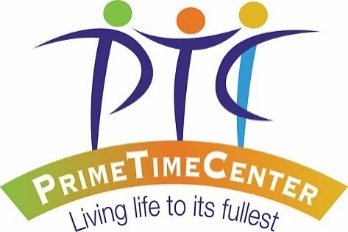 PTC
PRIMETIMECENTER
Living life to its fullest